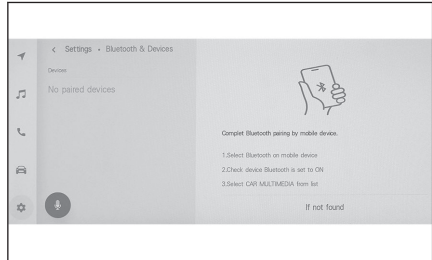 Settings • Bluetooth & Devices
Devices
No paired devices
Complet Bluetooth pairing by mobile device.
1.Select Bluetooth on mobile device
2.Check device Bluetooth is set to ON
3.Select CAR MULTIMEDIA from list
If not found